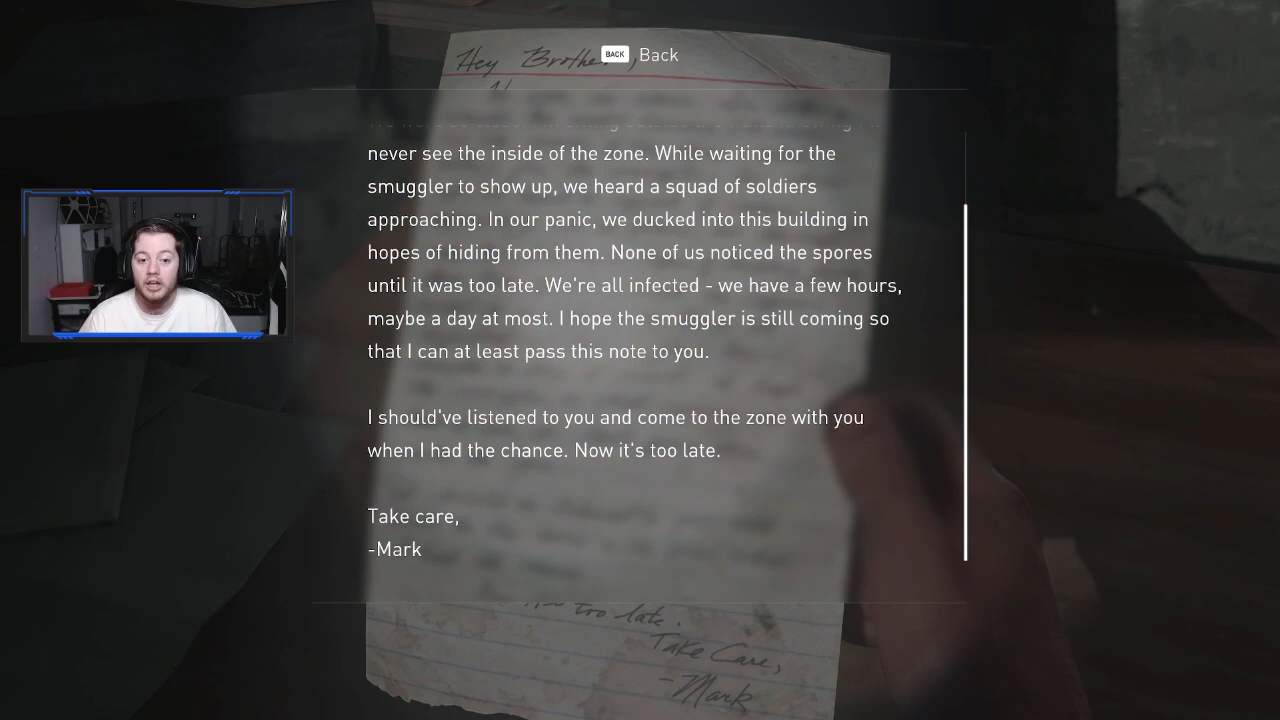 Hey Brother,
BACK Back
never see the inside of the zone. While waiting for the
smuggler to show up, we heard a squad of soldiers
approaching. In our panic, we ducked into this building in
hopes of hiding from them. None of us noticed the spores
until it was too late. We're all infected - we have a few hours,
maybe a day at most. I hope the smuggler is still coming so
that I can at least pass this note to you.
I should've listened to you and come to the zone with you
when I had the chance. Now it's too late.
Take care,
-Mark
too late.
Take Care,
-Mark